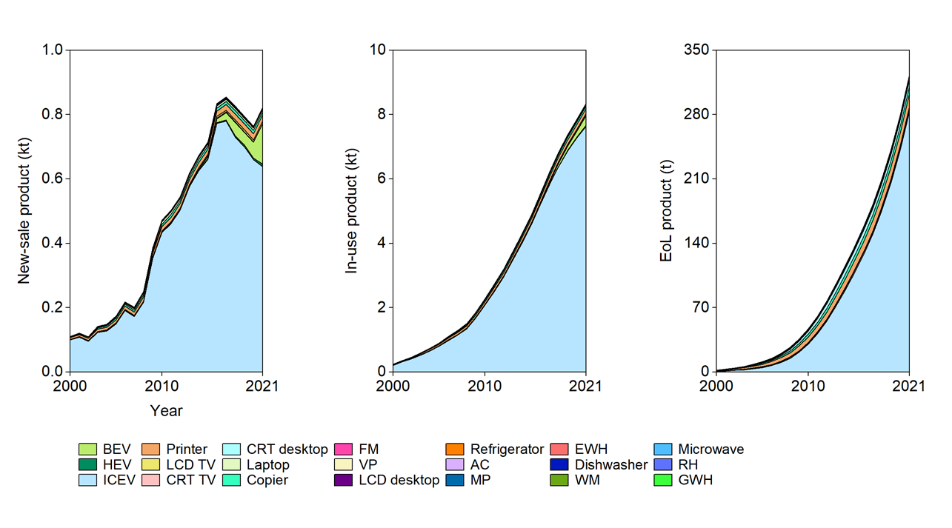 New-sale product (kt)
1.0
0.8
0.6
0.4
0.2
0.0
2000 2010 2021
Year
In-use product (kt)
10
8
6
4
2
0
2000 2010 2021
EoL product (t)
350
280
210
140
70
0
2000 2010 2021
BEV Printer CRT desktop FM Refrigerator EWH Microwave
HEV LCD TV Laptop VP AC Dishwasher RH
ICEV CRT TV Copier LCD desktop MP WM GWH